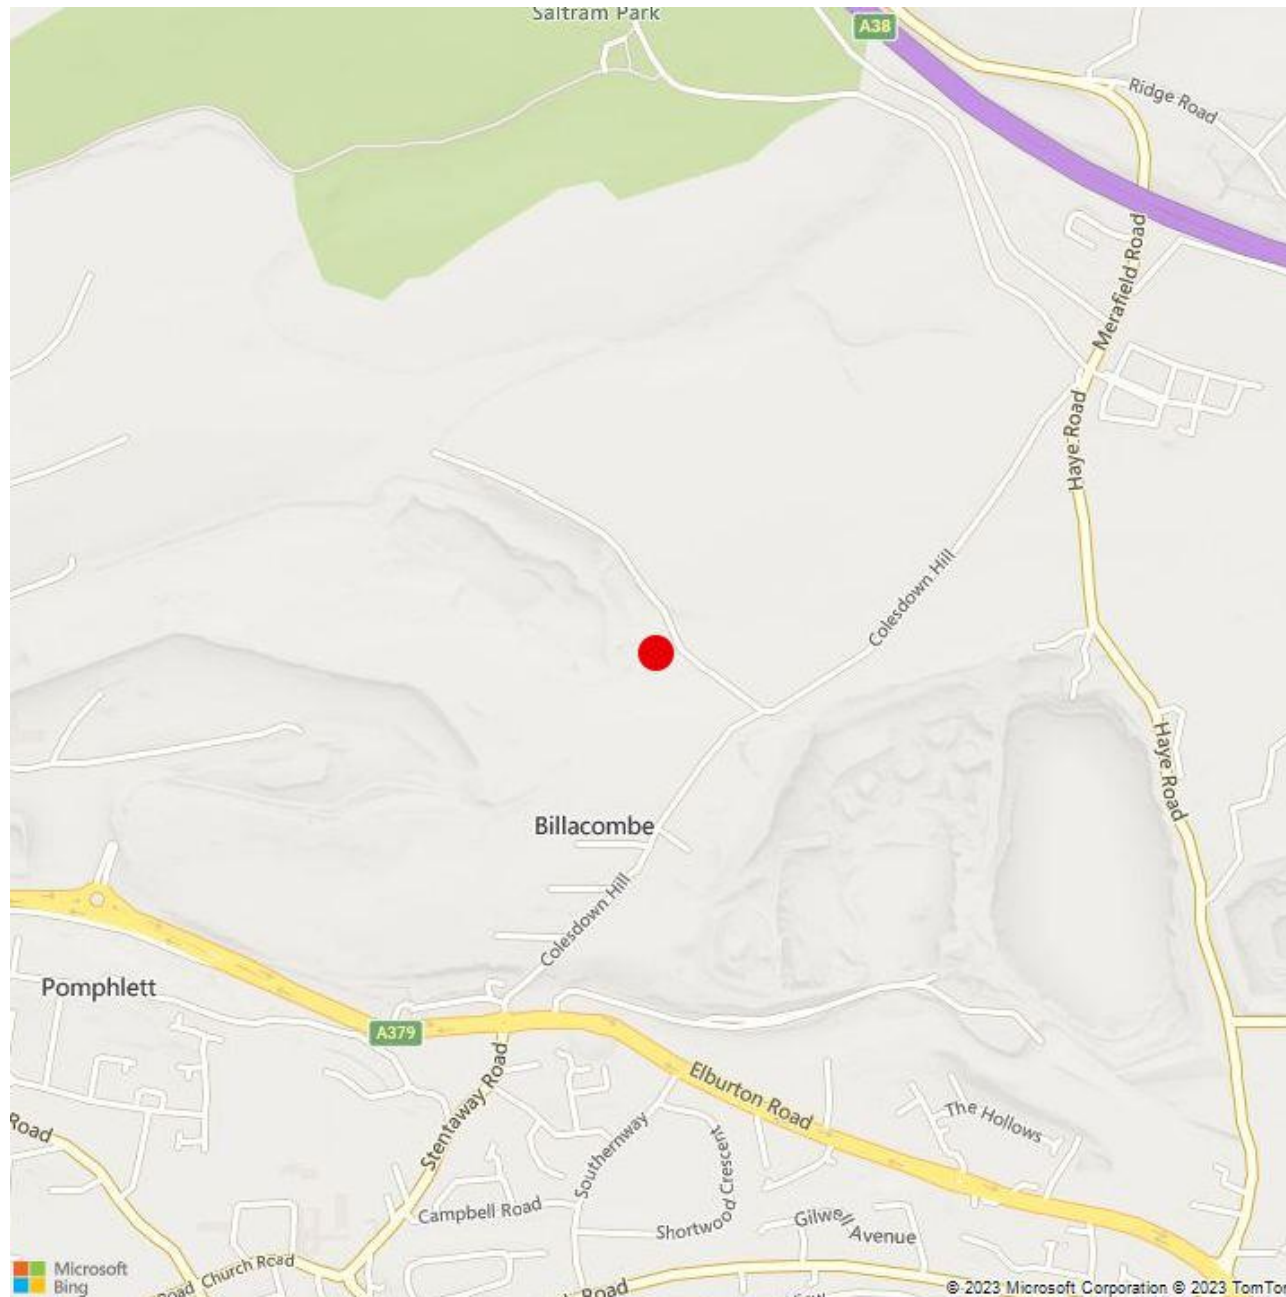 Saltram Park
A38
Ridge Road
Merafield Road
Haye Road
Colesdown Hill
Haye Road
Billacombe
Colesdown Hill
Pomphlett
A379
Elburton Road
Stentaway Road
The Hollows
Road
Southernway
Shortwood Crescent
Campbell Road
Gilwell Avenue
Church Road
Road
Road
Microsoft
Bing
© 2023 Microsoft Corporation © 2023 TomTom